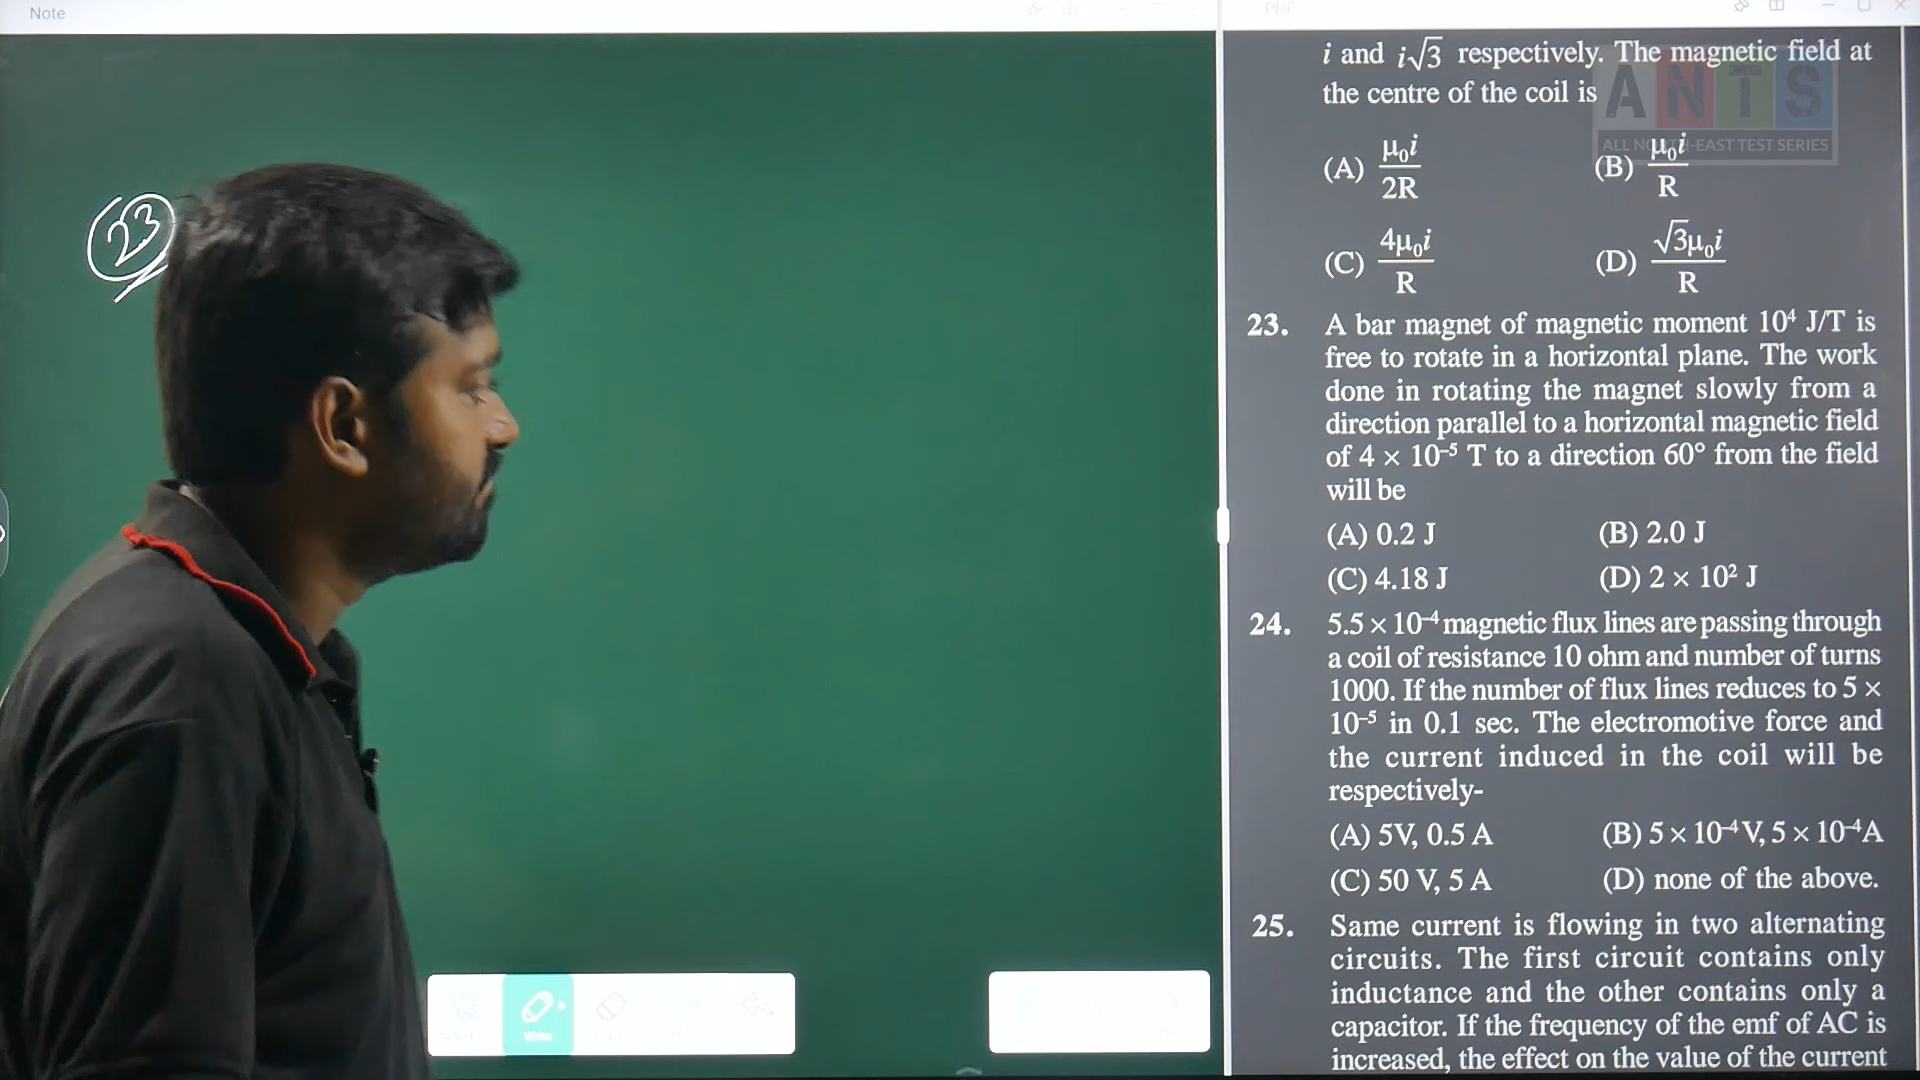 Note
PDF
i and i√3 respectively. The magnetic field at
the centre of the coil is
ANTS
ALL NORTH-EAST TEST SERIES
(A) μ₀i/2R (B) μ₀i/R
(C) 4μ₀i/R (D) √3μ₀i/R
23
23. A bar magnet of magnetic moment 10⁴ J/T is
free to rotate in a horizontal plane. The work
done in rotating the magnet slowly from a
direction parallel to a horizontal magnetic field
of 4 × 10⁻⁵ T to a direction 60° from the field
will be
(A) 0.2 J (B) 2.0 J
(C) 4.18 J (D) 2 × 10² J
24. 5.5 × 10⁻⁴ magnetic flux lines are passing through
a coil of resistance 10 ohm and number of turns
1000. If the number of flux lines reduces to 5 ×
10⁻⁵ in 0.1 sec. The electromotive force and
the current induced in the coil will be
respectively-
(A) 5V, 0.5 A (B) 5 × 10⁻⁴ V, 5 × 10⁻⁴ A
(C) 50 V, 5 A (D) none of the above.
25. Same current is flowing in two alternating
circuits. The first circuit contains only
inductance and the other contains only a
capacitor. If the frequency of the emf of AC is
increased, the effect on the value of the current
Write